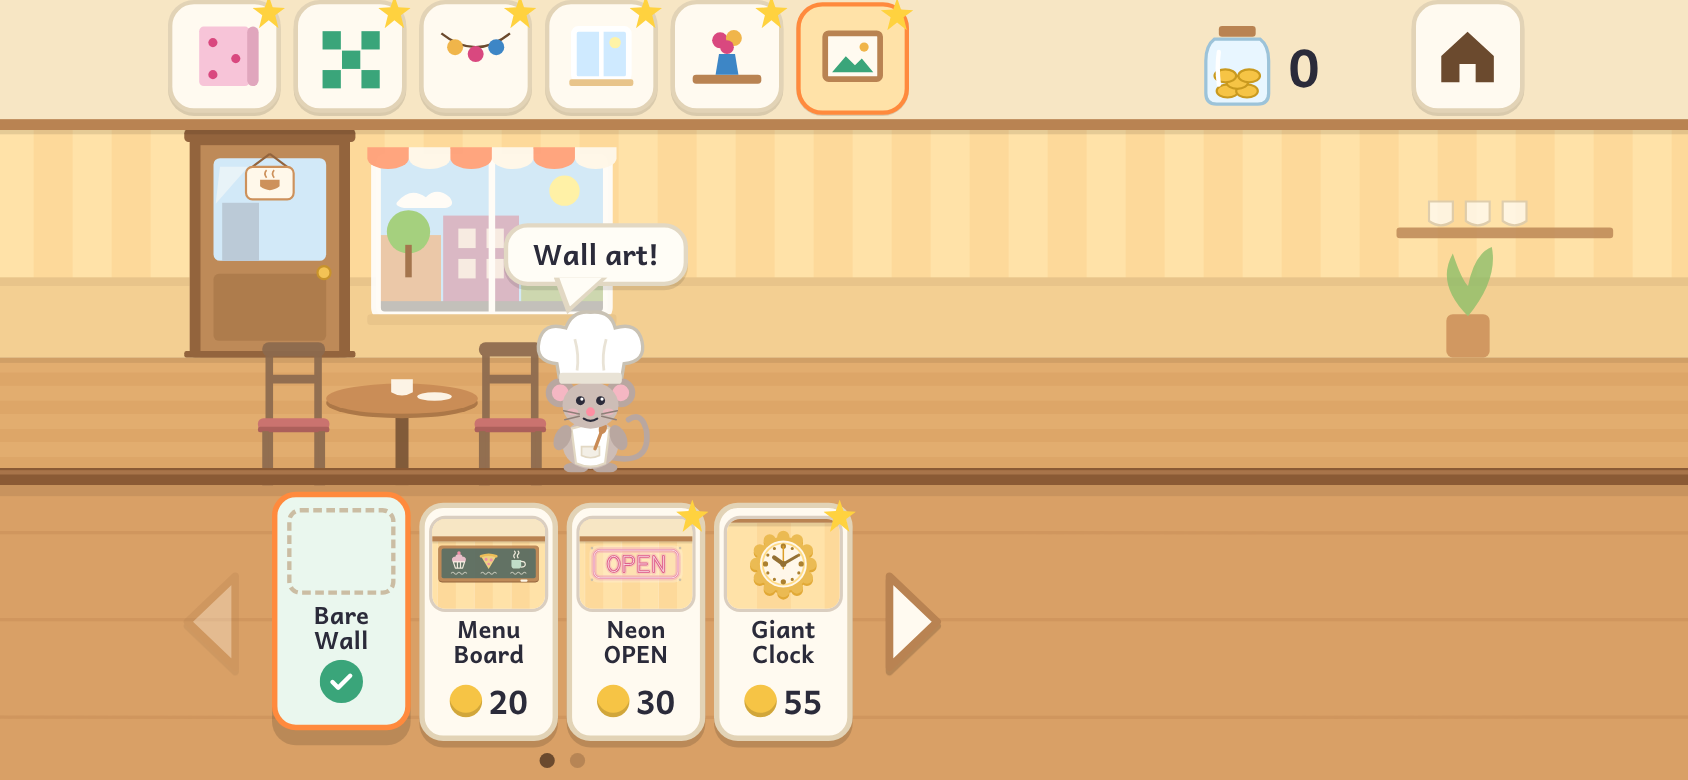 0
Wall art!
Bare
Wall
Menu
Board
20
OPEN
Neon
OPEN
30
Giant
Clock
55